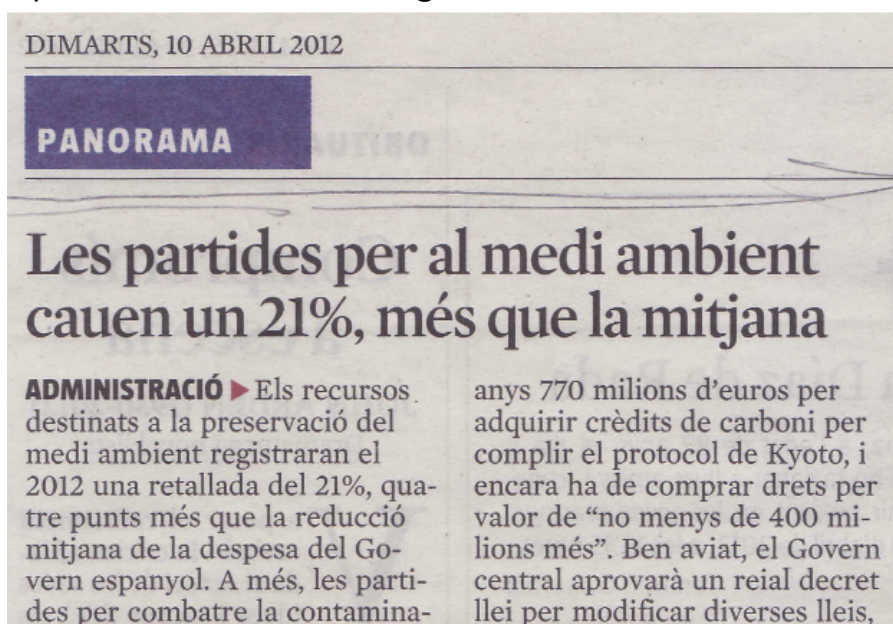 DIMARTS, 10 ABRIL 2012
PANORAMA
Les partides per al medi ambient
cauen un 21%, més que la mitjana
ADMINISTRACIÓ ▶ Els recursos
destinats a la preservació del
medi ambient registraran el
2012 una retallada del 21%, qua-
tre punts més que la reducció
mitjana de la despesa del Go-
vern espanyol. A més, les parti-
des per combatre la contamina-
anys 770 milions d’euros per
adquirir crèdits de carboni per
complir el protocol de Kyoto, i
encara ha de comprar drets per
valor de “no menys de 400 mi-
lions més”. Ben aviat, el Govern
central aprovarà un reial decret
llei per modificar diverses lleis,